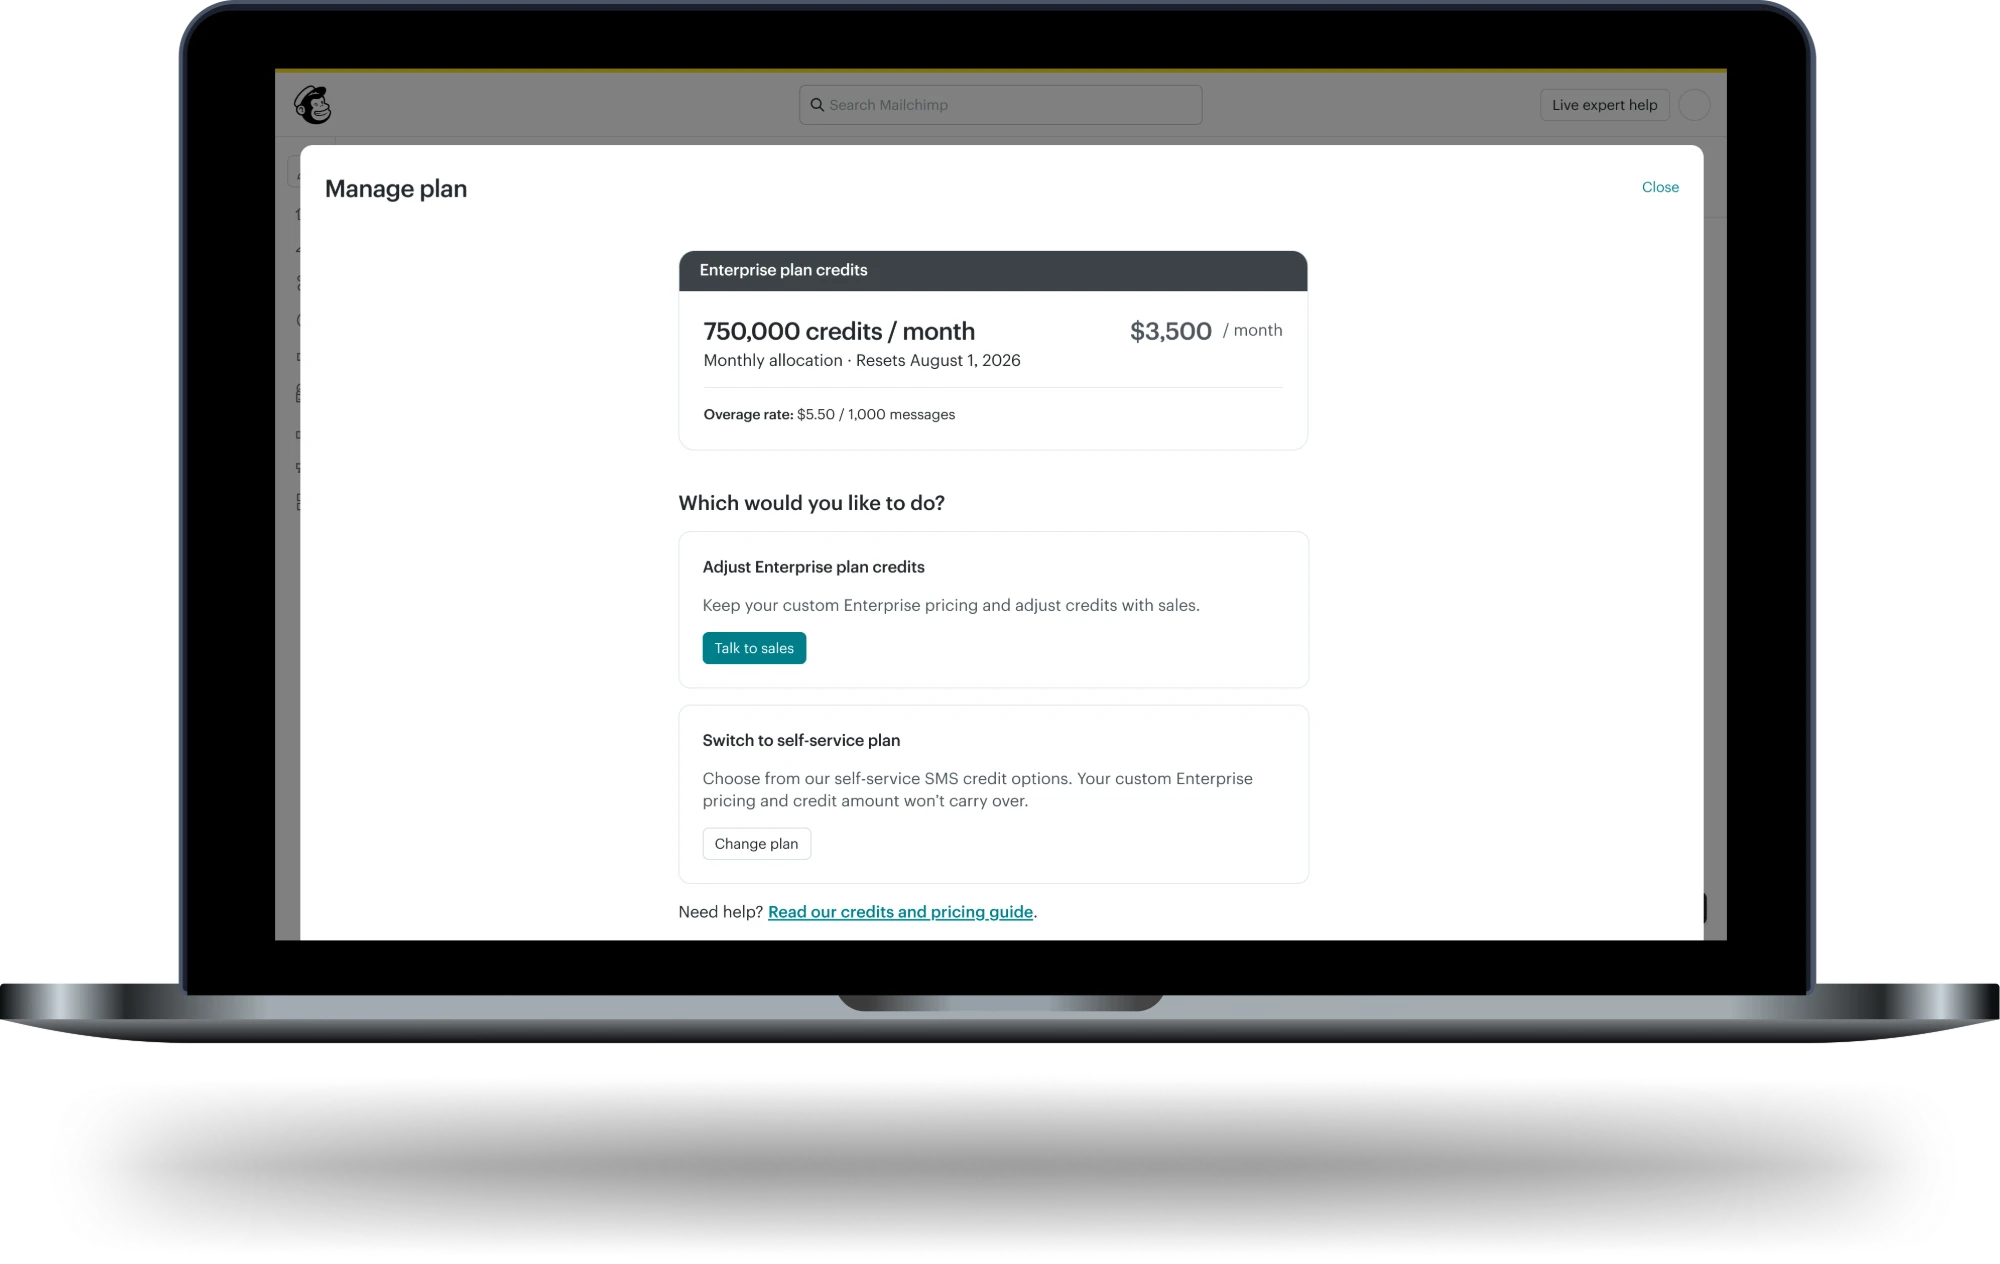 Search Mailchimp
Live expert help
Manage plan
Close
Enterprise plan credits
750,000 credits / month
$3,500 / month
Monthly allocation · Resets August 1, 2026
Overage rate: $5.50 / 1,000 messages
Which would you like to do?
Adjust Enterprise plan credits
Keep your custom Enterprise pricing and adjust credits with sales.
Talk to sales
Switch to self-service plan
Choose from our self-service SMS credit options. Your custom Enterprise
pricing and credit amount won't carry over.
Change plan
Need help? Read our credits and pricing guide.